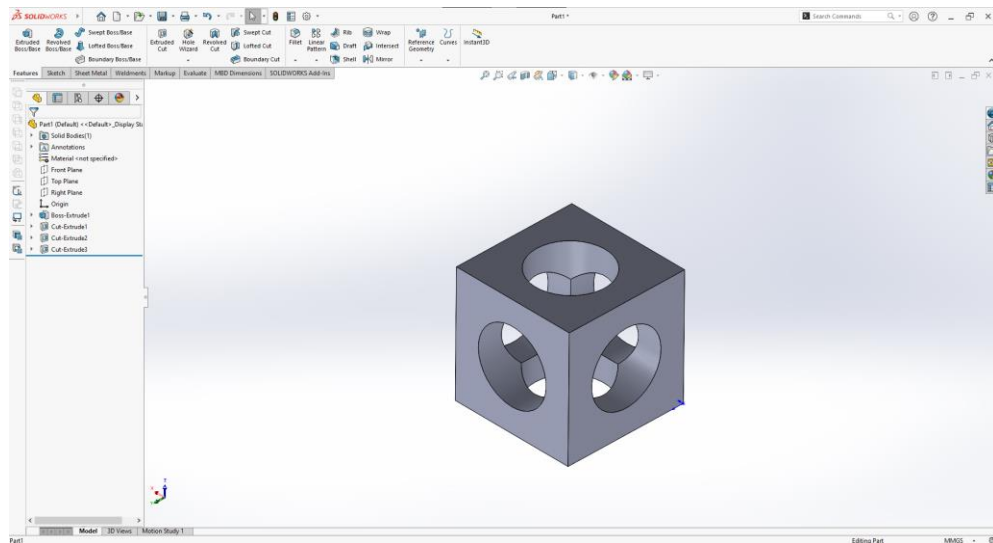 SOLIDWORKS
Part1 *
Search Commands
Extruded Boss/Base
Revolved Boss/Base
Swept Boss/Base
Lofted Boss/Base
Boundary Boss/Base
Extruded Cut
Hole Wizard
Revolved Cut
Swept Cut
Lofted Cut
Boundary Cut
Fillet
Linear Pattern
Rib
Draft
Shell
Wrap
Intersect
Mirror
Reference Geometry
Curves
Instant3D
Features Sketch Sheet Metal Weldments Markup Evaluate MBD Dimensions SOLIDWORKS Add-Ins
Part1 (Default) <<Default>_Display Sta
Solid Bodies(1)
Annotations
Material <not specified>
Front Plane
Top Plane
Right Plane
Origin
Boss-Extrude1
Cut-Extrude1
Cut-Extrude2
Cut-Extrude3
Model 3D Views Motion Study 1
Part1 Editing Part MMGS